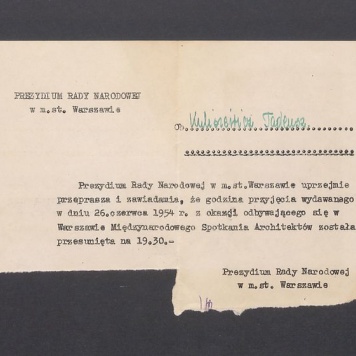 PREZYDIUM RADY NARODOWEJ
w m.st. Warszawie
Ob. Tadeusz
Prezydium Rady Narodowej w m.st.Warszawie uprzejmie
przeprasza i zawiadamia, że godzina przyjęcia wydawanego
w dniu 26.czerwca 1954 r. z okazji odbywającego się w
Warszawie Międzynarodowego Spotkania Architektów została
przesunięta na 19.30.-
Prezydium Rady Narodowej
w m.st. Warszawie